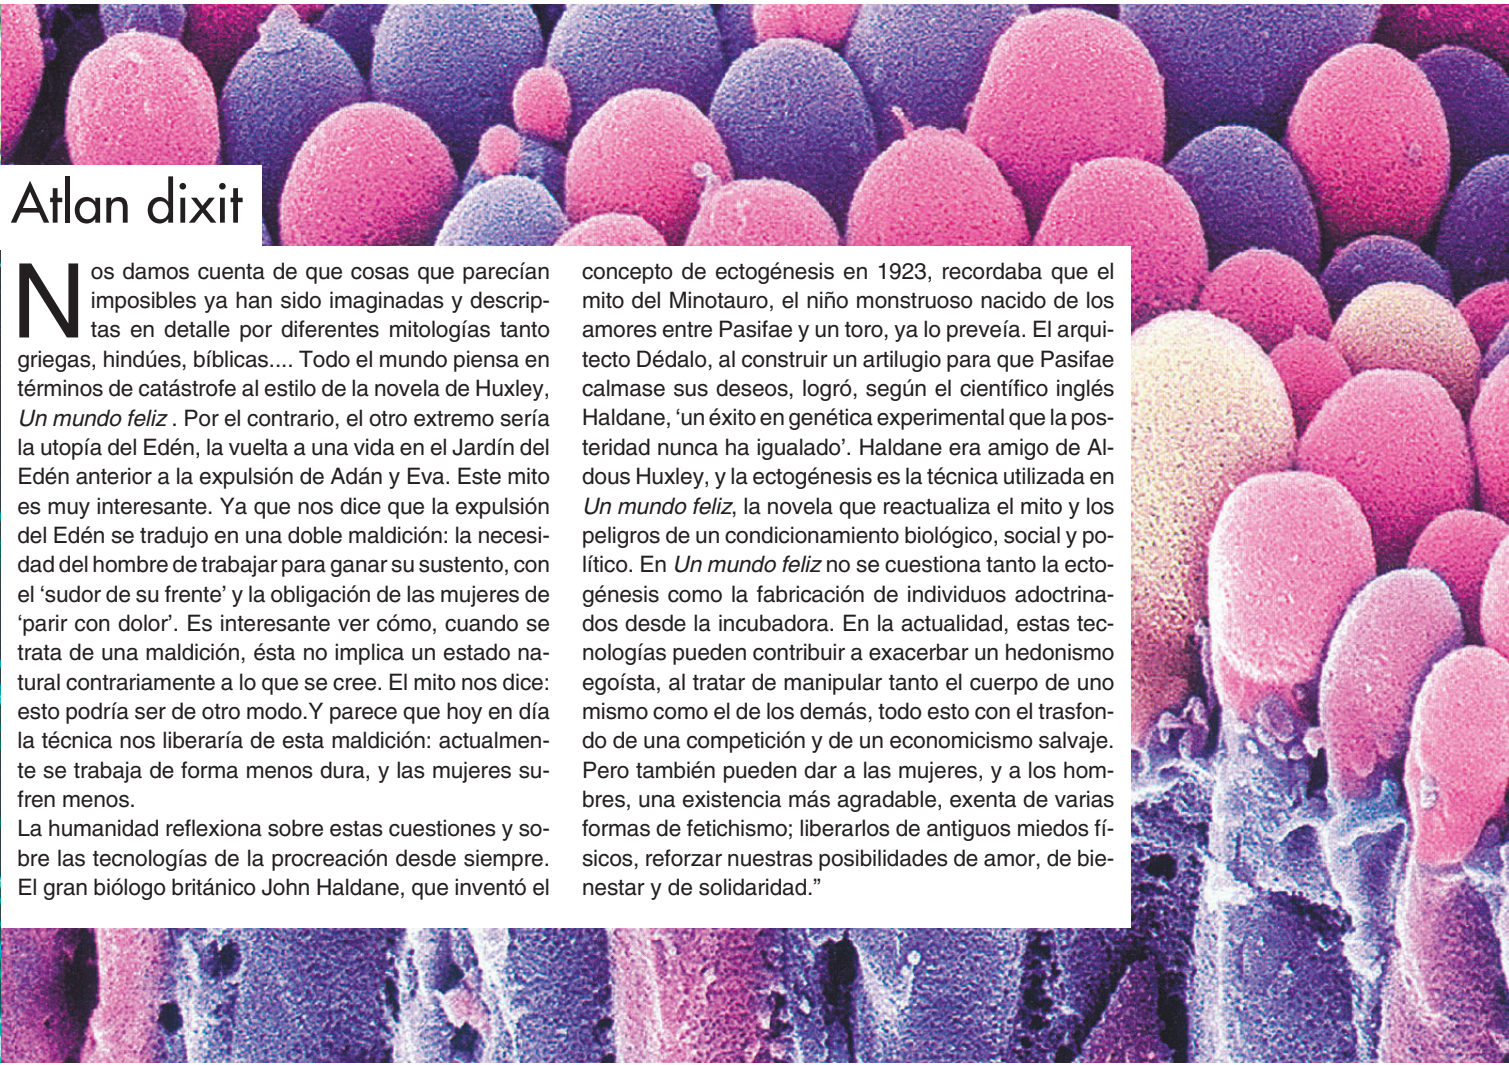 Atlan dixit
Nos damos cuenta de que cosas que parecían
imposibles ya han sido imaginadas y descrip-
tas en detalle por diferentes mitologías tanto
griegas, hindúes, bíblicas.... Todo el mundo piensa en
términos de catástrofe al estilo de la novela de Huxley,
Un mundo feliz . Por el contrario, el otro extremo sería
la utopía del Edén, la vuelta a una vida en el Jardín del
Edén anterior a la expulsión de Adán y Eva. Este mito
es muy interesante. Ya que nos dice que la expulsión
del Edén se tradujo en una doble maldición: la necesi-
dad del hombre de trabajar para ganar su sustento, con
el ‘sudor de su frente’ y la obligación de las mujeres de
‘parir con dolor’. Es interesante ver cómo, cuando se
trata de una maldición, ésta no implica un estado na-
tural contrariamente a lo que se cree. El mito nos dice:
esto podría ser de otro modo.Y parece que hoy en día
la técnica nos liberaría de esta maldición: actualmen-
te se trabaja de forma menos dura, y las mujeres su-
fren menos.
La humanidad reflexiona sobre estas cuestiones y so-
bre las tecnologías de la procreación desde siempre.
El gran biólogo británico John Haldane, que inventó el
concepto de ectogénesis en 1923, recordaba que el
mito del Minotauro, el niño monstruoso nacido de los
amores entre Pasifae y un toro, ya lo preveía. El arqui-
tecto Dédalo, al construir un artilugio para que Pasifae
calmase sus deseos, logró, según el científico inglés
Haldane, ‘un éxito en genética experimental que la pos-
teridad nunca ha igualado’. Haldane era amigo de Al-
dous Huxley, y la ectogénesis es la técnica utilizada en
Un mundo feliz, la novela que reactualiza el mito y los
peligros de un condicionamiento biológico, social y po-
lítico. En Un mundo feliz no se cuestiona tanto la ecto-
génesis como la fabricación de individuos adoctrina-
dos desde la incubadora. En la actualidad, estas tec-
nologías pueden contribuir a exacerbar un hedonismo
egoísta, al tratar de manipular tanto el cuerpo de uno
mismo como el de los demás, todo esto con el trasfon-
do de una competición y de un economicismo salvaje.
Pero también pueden dar a las mujeres, y a los hom-
bres, una existencia más agradable, exenta de varias
formas de fetichismo; liberarlos de antiguos miedos fí-
sicos, reforzar nuestras posibilidades de amor, de bie-
nestar y de solidaridad.”